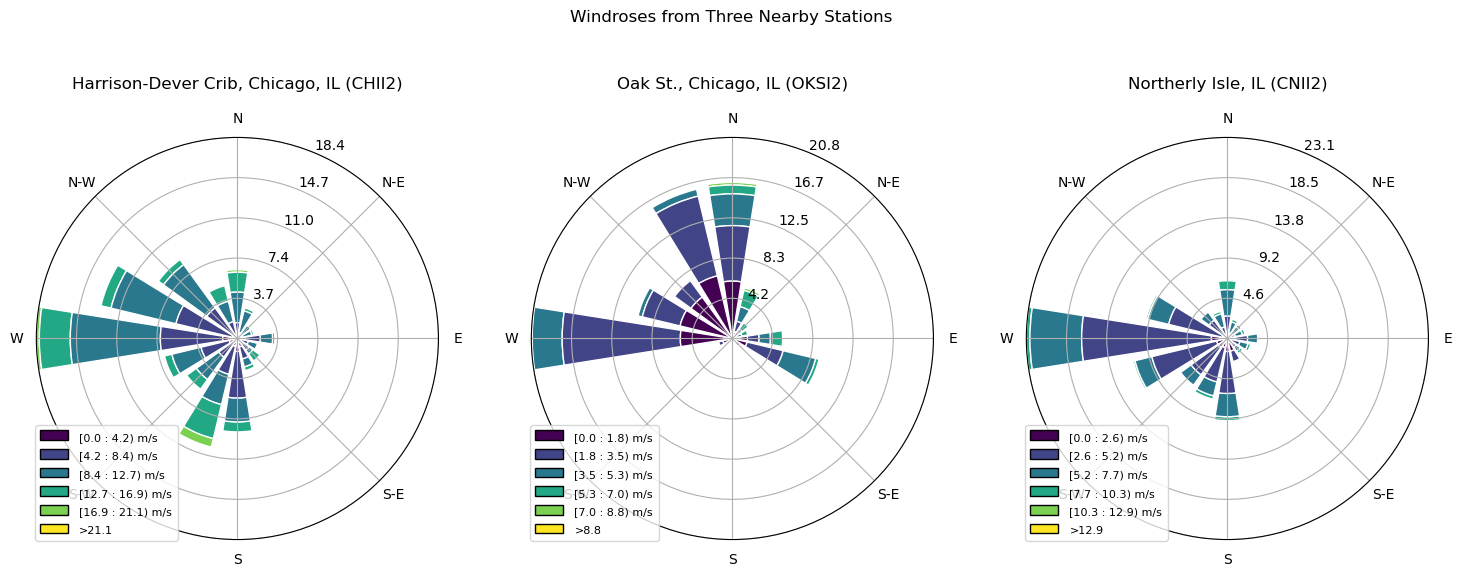 Windroses from Three Nearby Stations
Harrison-Dever Crib, Chicago, IL (CHII2)
N
N-E
E
S-E
S
W
N-W
3.7
7.4
11.0
14.7
18.4
[0.0 : 4.2) m/s
[4.2 : 8.4) m/s
[8.4 : 12.7) m/s
[12.7 : 16.9) m/s
[16.9 : 21.1) m/s
>21.1
Oak St., Chicago, IL (OKSI2)
N
N-E
E
S-E
S
W
N-W
4.2
8.3
12.5
16.7
20.8
[0.0 : 1.8) m/s
[1.8 : 3.5) m/s
[3.5 : 5.3) m/s
[5.3 : 7.0) m/s
[7.0 : 8.8) m/s
>8.8
Northerly Isle, IL (CNII2)
N
N-E
E
S-E
S
W
N-W
4.6
9.2
13.8
18.5
23.1
[0.0 : 2.6) m/s
[2.6 : 5.2) m/s
[5.2 : 7.7) m/s
[7.7 : 10.3) m/s
[10.3 : 12.9) m/s
>12.9